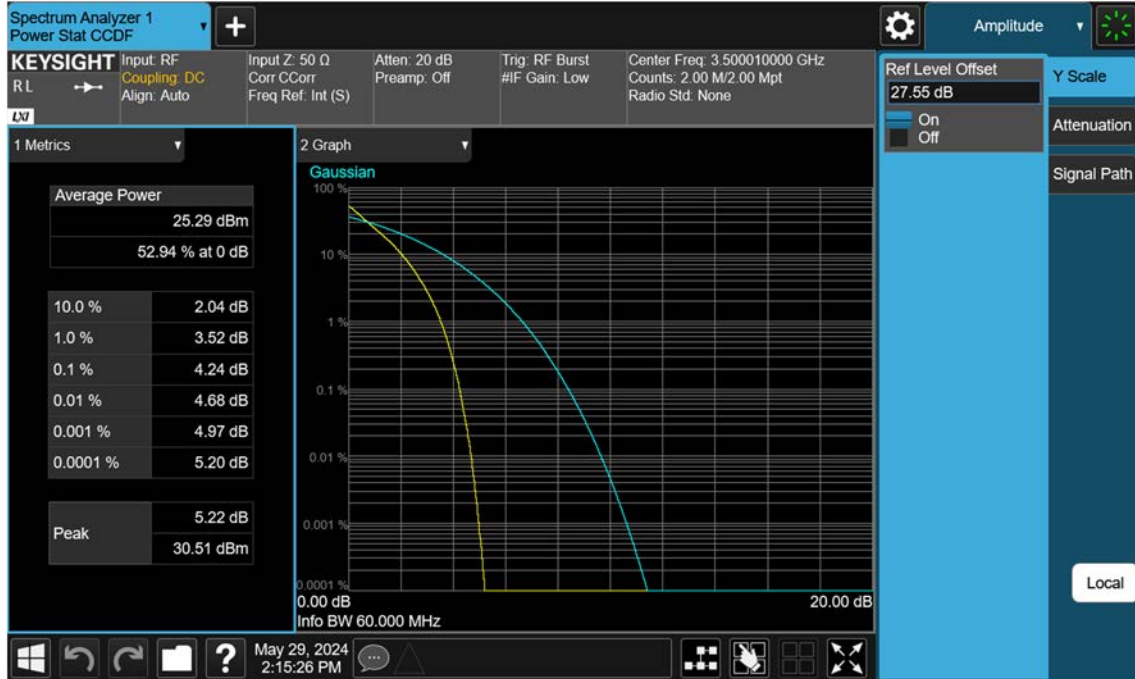 Spectrum Analyzer 1
Power Stat CCDF
Amplitude
KEYSIGHT
R L
LXI
Input: RF
Coupling: DC
Align: Auto
Input Z: 50 Ω
Corr CCorr
Freq Ref: Int (S)
Atten: 20 dB
Preamp: Off
Trig: RF Burst
#IF Gain: Low
Center Freq: 3.500010000 GHz
Counts: 2.00 M/2.00 Mpt
Radio Std: None
Ref Level Offset
27.55 dB
On
Off
Y Scale
Attenuation
Signal Path
1 Metrics
Average Power
25.29 dBm
52.94 % at 0 dB
10.0 % 2.04 dB
1.0 % 3.52 dB
0.1 % 4.24 dB
0.01 % 4.68 dB
0.001 % 4.97 dB
0.0001 % 5.20 dB
Peak
5.22 dB
30.51 dBm
2 Graph
Gaussian
100 %
10 %
1 %
0.1 %
0.01 %
0.001 %
0.0001 %
0.00 dB 20.00 dB
Info BW 60.000 MHz
Local
?
May 29, 2024
2:15:26 PM